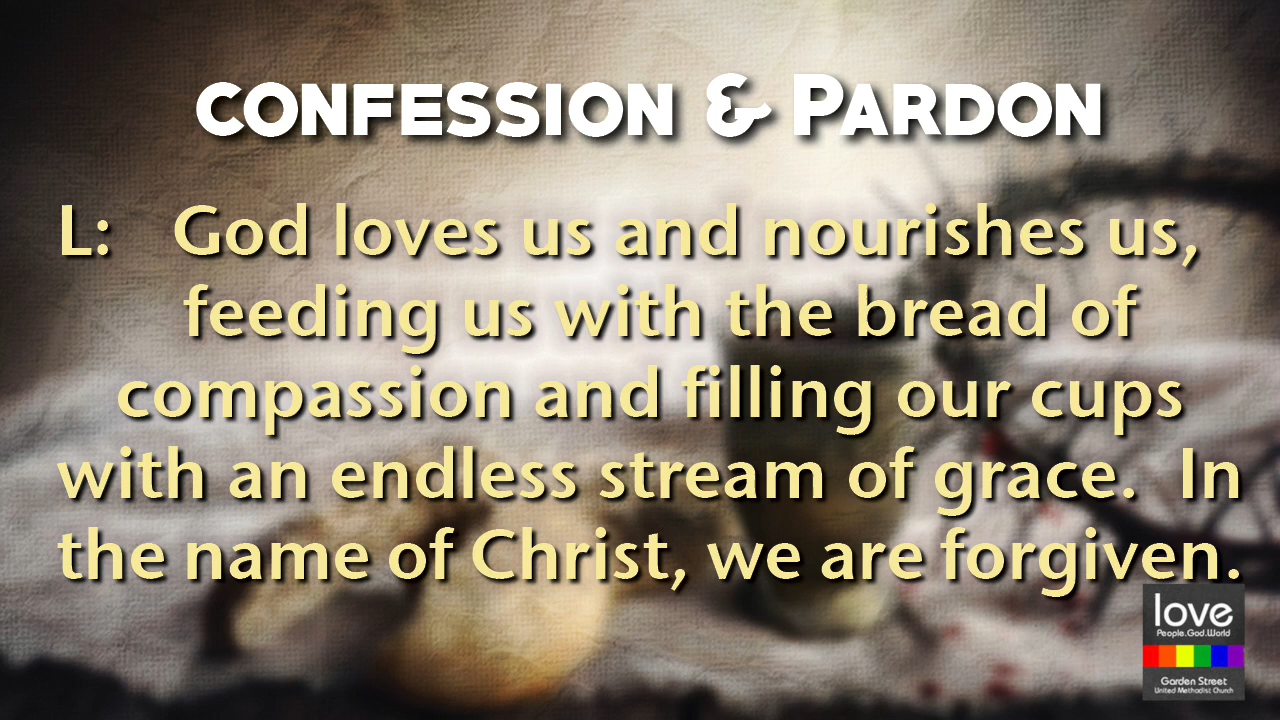 CONFESSION & PARDON
L: God loves us and nourishes us,
feeding us with the bread of
compassion and filling our cups
with an endless stream of grace. In
the name of Christ, we are forgiven.
love
People.God.World
Garden Street
United Methodist Church